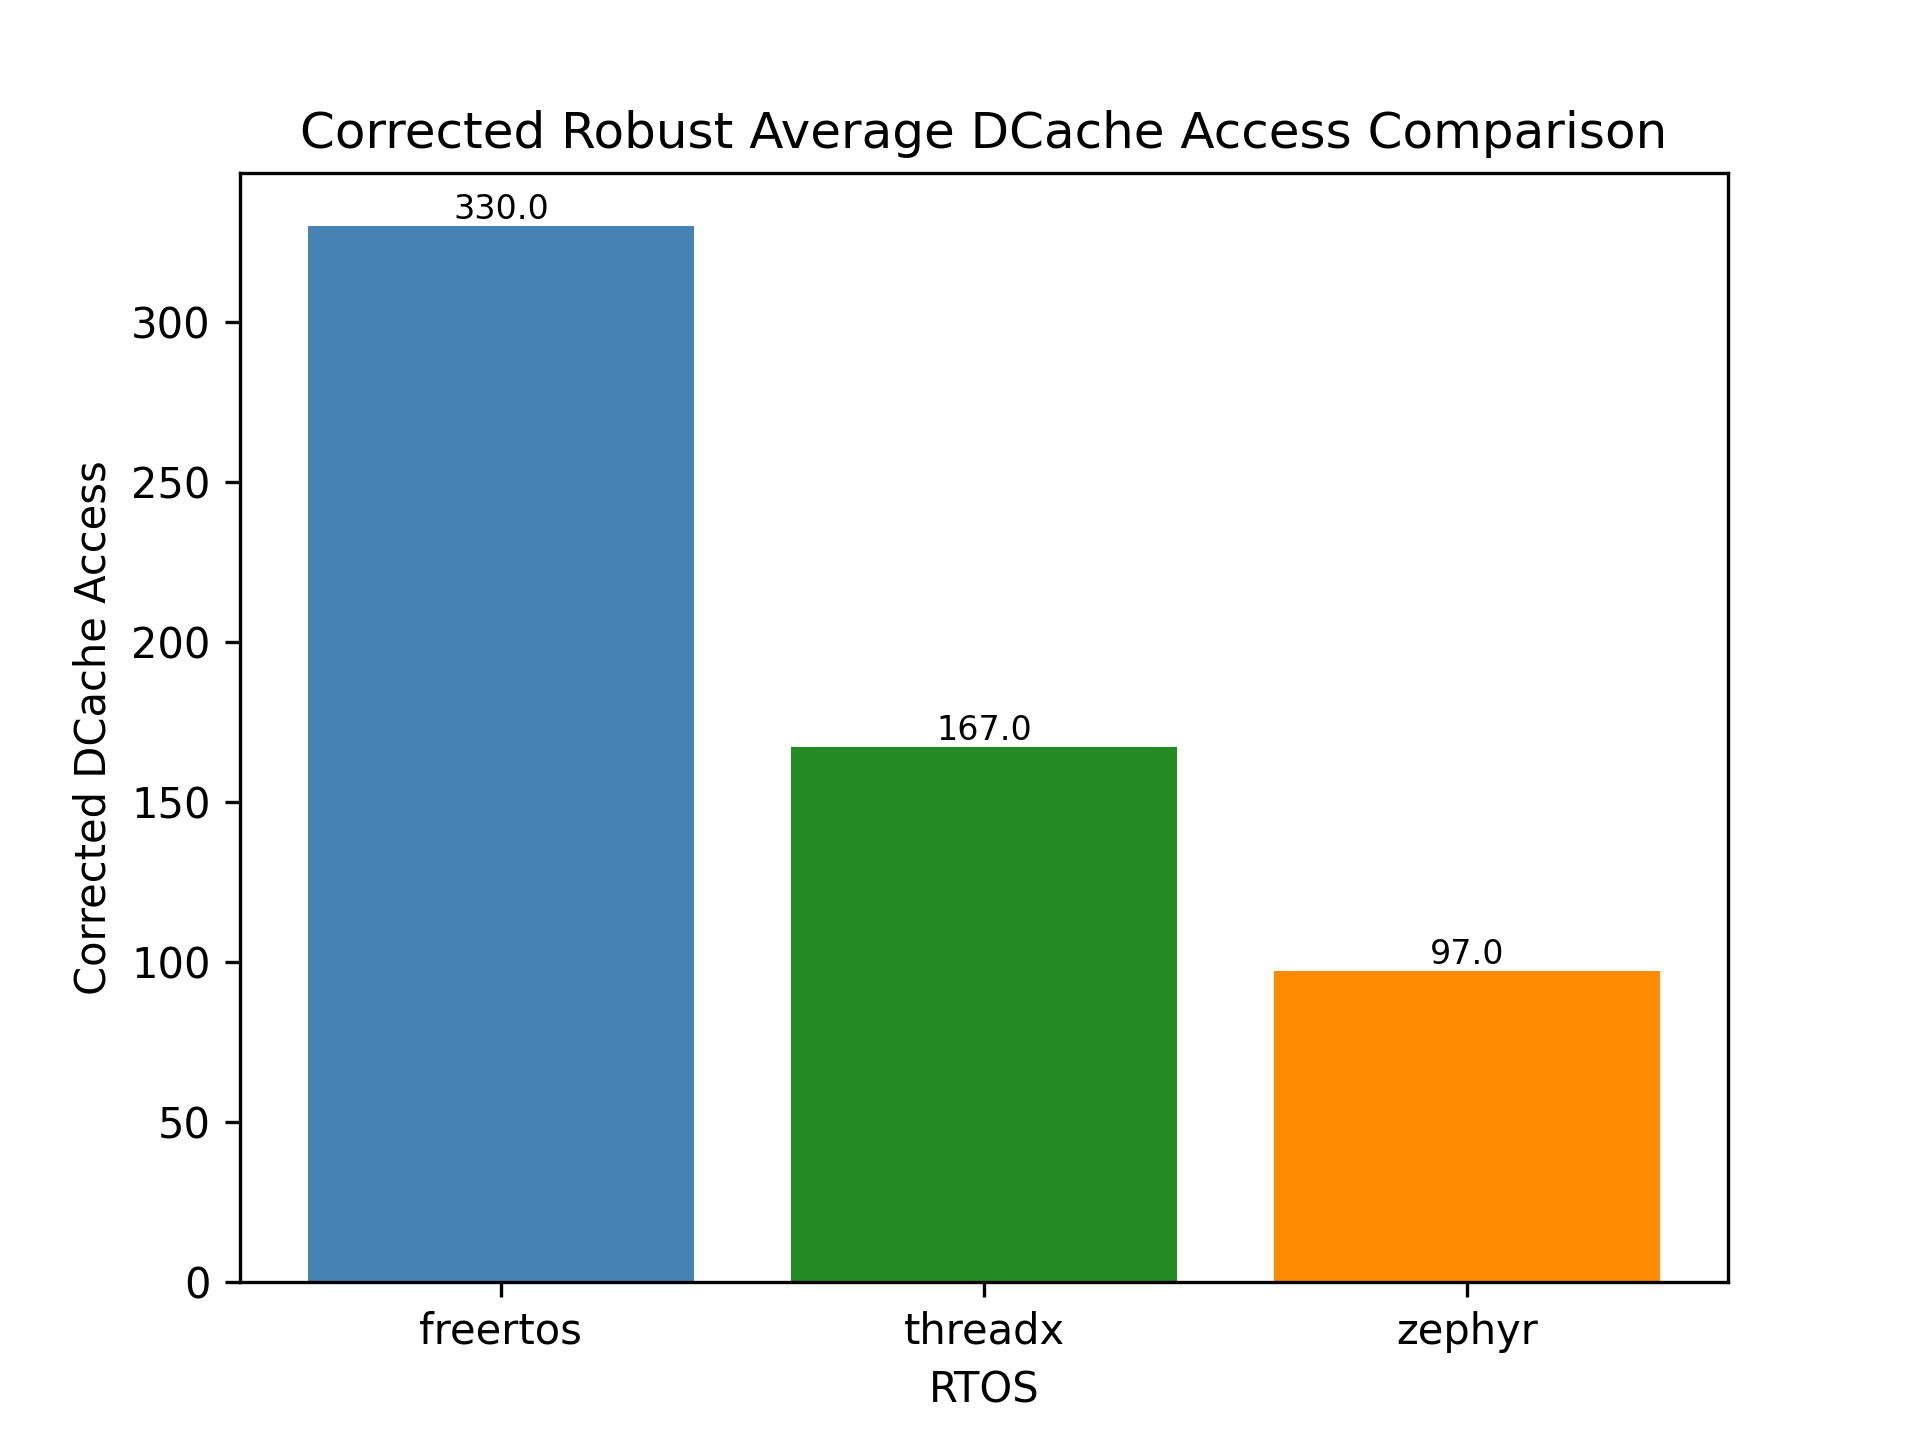 Corrected Robust Average DCache Access Comparison
330.0
300
250
200
167.0
150
100
97.0
50
0
Corrected DCache Access
freertos
threadx
zephyr
RTOS